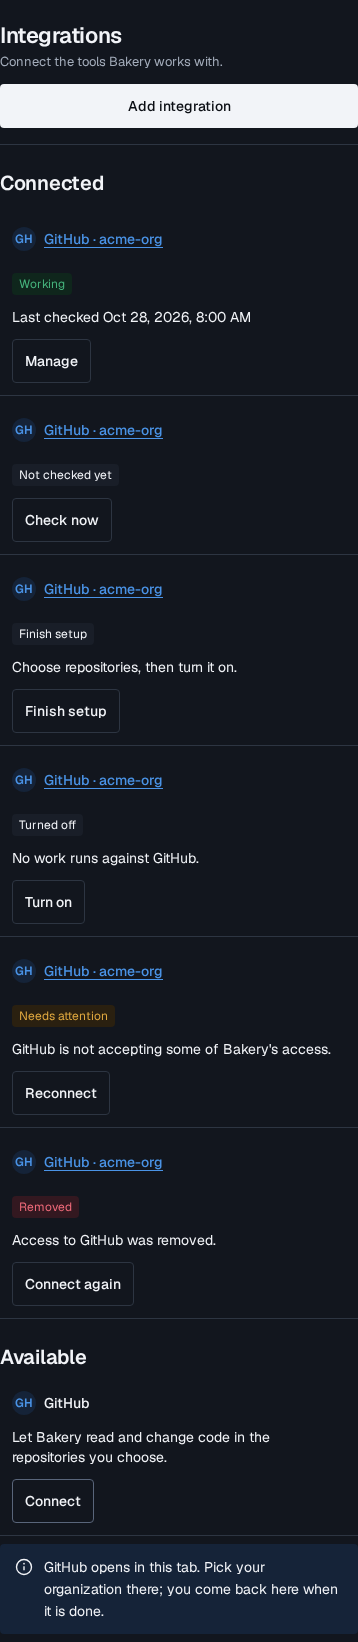 Integrations
Connect the tools Bakery works with.
Add integration
Connected
GH GitHub · acme-org
Working
Last checked Oct 28, 2026, 8:00 AM
Manage
GH GitHub · acme-org
Not checked yet
Check now
GH GitHub · acme-org
Finish setup
Choose repositories, then turn it on.
Finish setup
GH GitHub · acme-org
Turned off
No work runs against GitHub.
Turn on
GH GitHub · acme-org
Needs attention
GitHub is not accepting some of Bakery's access.
Reconnect
GH GitHub · acme-org
Removed
Access to GitHub was removed.
Connect again
Available
GH GitHub
Let Bakery read and change code in the
repositories you choose.
Connect
GitHub opens in this tab. Pick your
organization there; you come back here when
it is done.